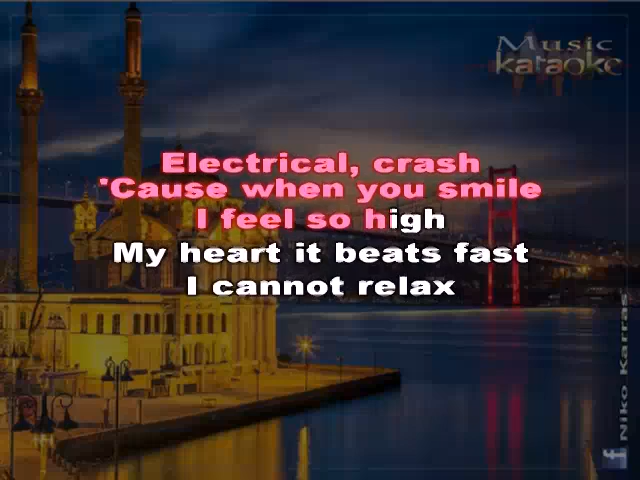 Music
karaoke
Electrical, crash
'Cause when you smile
I feel so high
My heart it beats fast
I cannot relax
Niko Karras
f